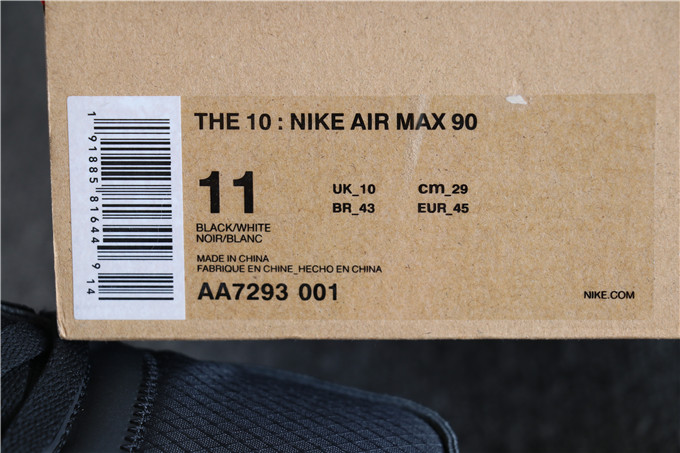 THE 10 : NIKE AIR MAX 90
11
UK_10 cm_29
BR_43 EUR_45
BLACK/WHITE
NOIR/BLANC
MADE IN CHINA
FABRIQUE EN CHINE_HECHO EN CHINA
AA7293 001
NIKE.COM
1 91885 81644 9 14